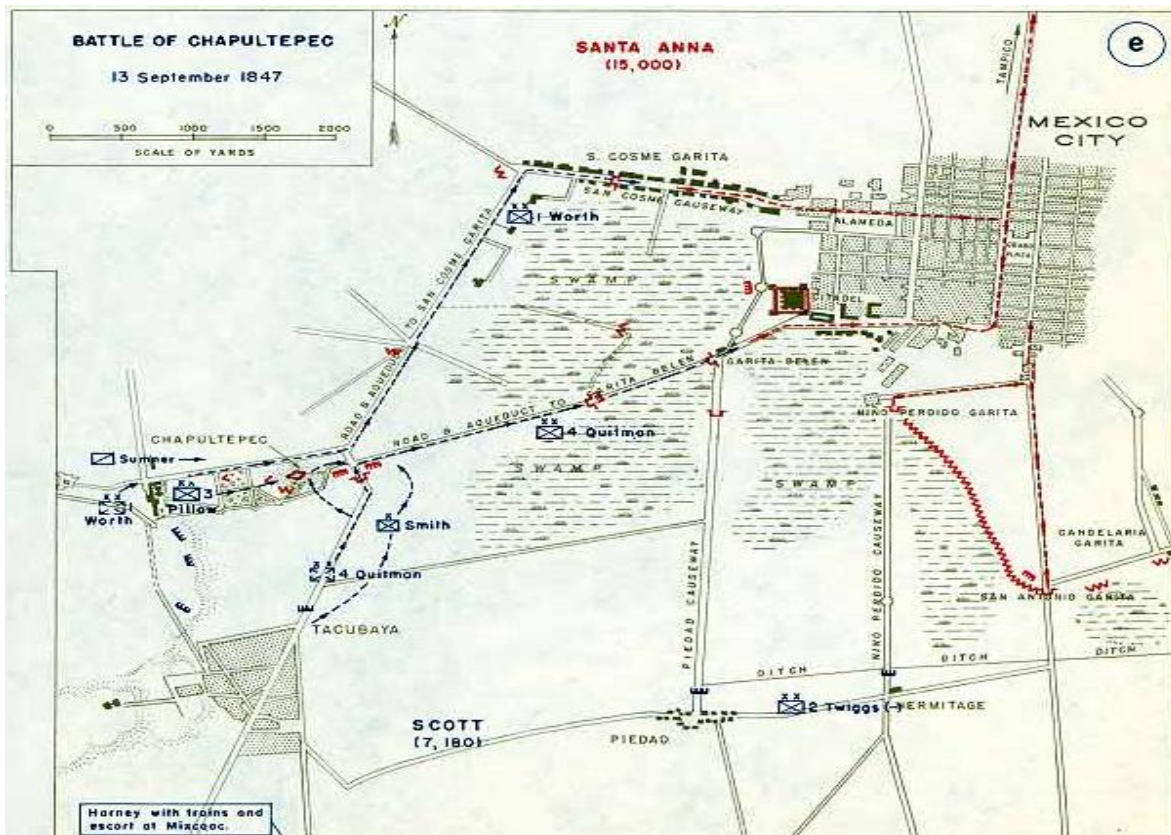 BATTLE OF CHAPULTEPEC
13 September 1847
0 500 1000 1500 2000
SCALE OF YARDS
N
SANTA ANNA
(15,000)
e
TAMPICO
MEXICO
CITY
S. COSME GARITA
SAN COSME CAUSEWAY
1 Worth
ALAMEDA
GRAND
PLAZA
SWAMP
CITADEL
ROAD & AQUEDUCT TO SAN COSME GARITA
GARITA BELEN
ROAD & AQUEDUCT TO GARITA BELEN
NINO PERDIDO GARITA
CHAPULTEPEC
4 Quitman
Sumner
SWAMP
SWAMP
3
Pillow
Worth
Smith
CANDELARIA
GARITA
4 Quitman
SAN ANTONIO GARITA
TACUBAYA
PIEDAD CAUSEWAY
NINO PERDIDO CAUSEWAY
DITCH
DITCH
DITCH
2 Twiggs (-)
HERMITAGE
SCOTT
(7,180)
PIEDAD
Harney with trains and
escort at Mixcoac.